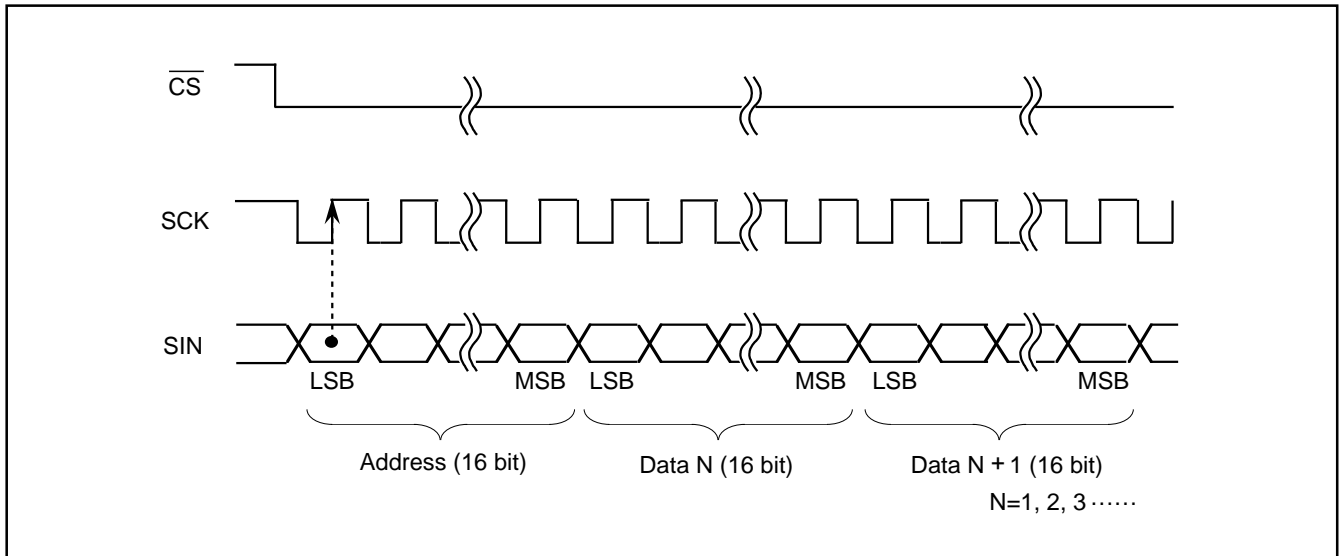 CS
SCK
SIN
LSB MSB LSB MSB LSB MSB
Address (16 bit) Data N (16 bit) Data N + 1 (16 bit)
N=1, 2, 3 ······